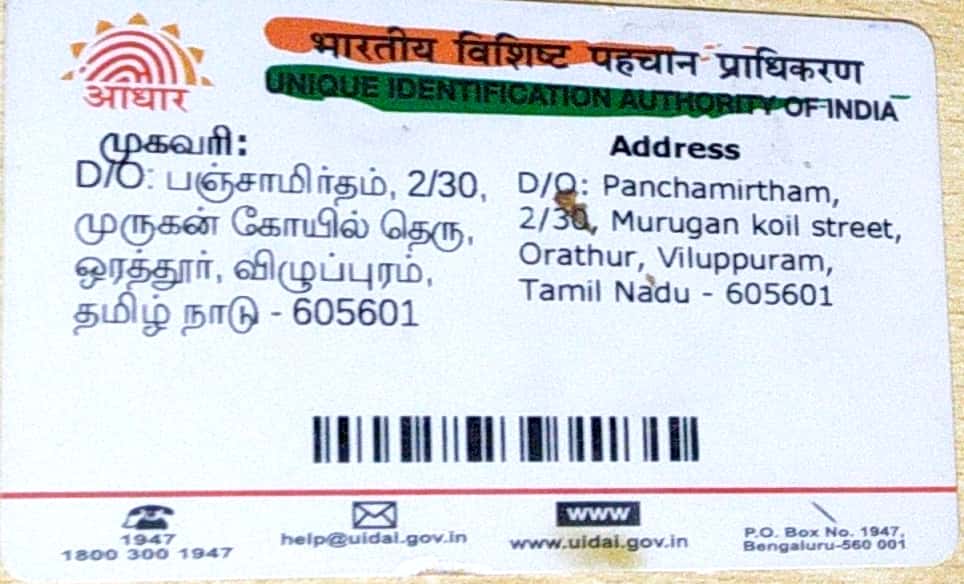 आधार
भारतीय विशिष्ट पहचान प्राधिकरण
UNIQUE IDENTIFICATION AUTHORITY OF INDIA
முகவரி:
D/O: பஞ்சாமிர்தம், 2/30,
முருகன் கோயில் தெரு,
ஒரத்தூர், விழுப்புரம்,
தமிழ் நாடு - 605601
Address
D/O: Panchamirtham,
2/30, Murugan koil street,
Orathur, Viluppuram,
Tamil Nadu - 605601
1947
1800 300 1947
help@uidai.gov.in
www
www.uidai.gov.in
P.O. Box No. 1947,
Bengaluru-560 001